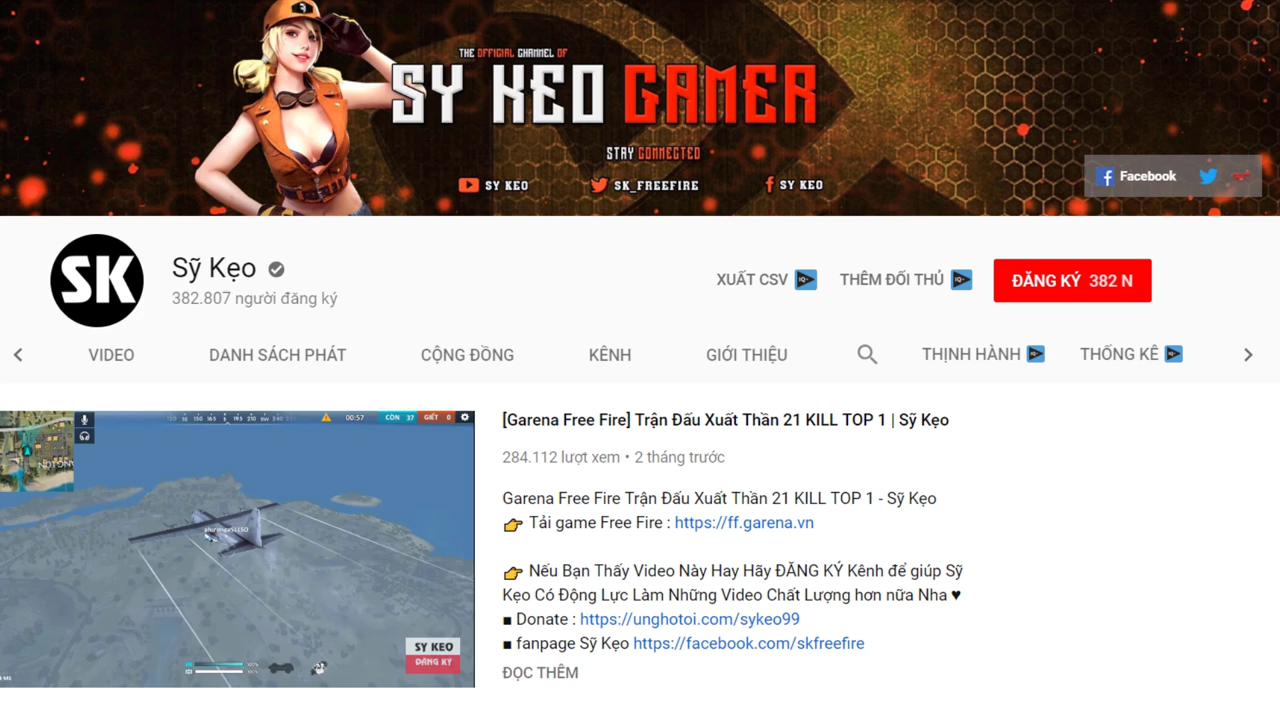 THE OFFICIAL CHANNEL OF
SY KEO GAMER
STAY CONNECTED
SY KEO
SK_FREEFIRE
SY KEO
Facebook
SK
Sỹ Kẹo
382.807 người đăng ký
XUẤT CSV
THÊM ĐỐI THỦ
ĐĂNG KÝ 382 N
VIDEO
DANH SÁCH PHÁT
CỘNG ĐỒNG
KÊNH
GIỚI THIỆU
THỊNH HÀNH
THỐNG KÊ
00:57
CÒN 37
GIẾT 0
SY KEO
ĐĂNG KÝ
[Garena Free Fire] Trận Đấu Xuất Thần 21 KILL TOP 1 | Sỹ Kẹo
284.112 lượt xem • 2 tháng trước
Garena Free Fire Trận Đấu Xuất Thần 21 KILL TOP 1 - Sỹ Kẹo
👉 Tải game Free Fire : https://ff.garena.vn
👉 Nếu Bạn Thấy Video Này Hay Hãy ĐĂNG KÝ Kênh để giúp Sỹ
Kẹo Có Động Lực Làm Những Video Chất Lượng hơn nữa Nha ♥
■ Donate : https://unghotoi.com/sykeo99
■ fanpage Sỹ Kẹo https://facebook.com/skfreefire
ĐỌC THÊM